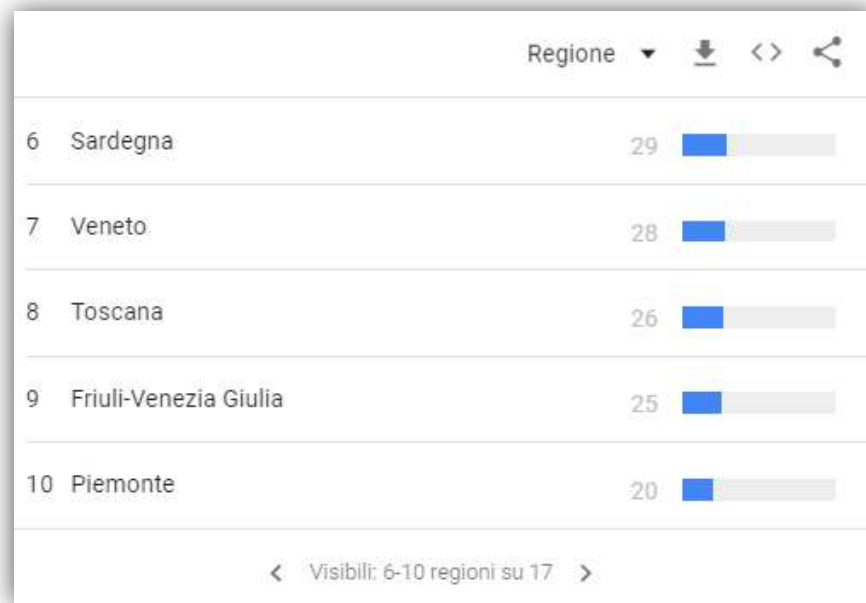 Regione
6 Sardegna 29
7 Veneto 28
8 Toscana 26
9 Friuli-Venezia Giulia 25
10 Piemonte 20
Visibili: 6-10 regioni su 17